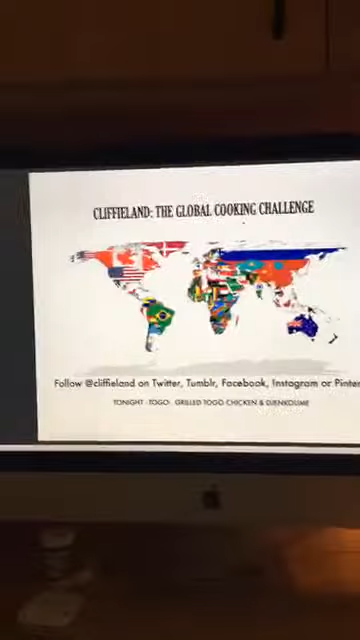 CLIFFIELAND: THE GLOBAL COOKING CHALLENGE
Follow @cliffieland on Twitter, Tumblr, Facebook, Instagram or Pinter
TONIGHT - TOGO: GRILLED TOGO CHICKEN & DJENKOUME